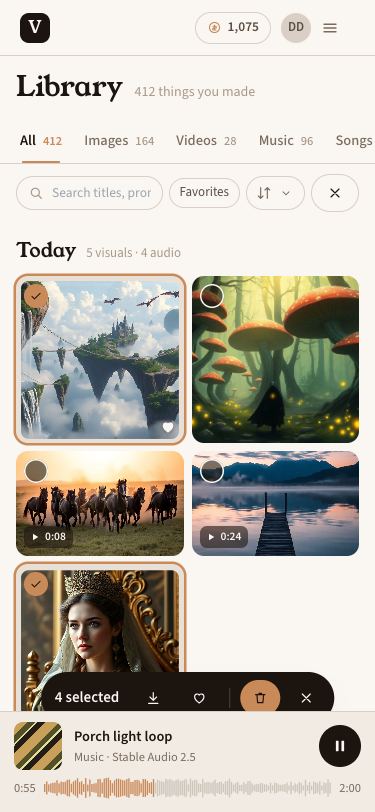 V
1,075
DD
Library 412 things you made
All 412 Images 164 Videos 28 Music 96 Songs
Search titles, pror Favorites
Today 5 visuals · 4 audio
0:08 0:24
4 selected
Porch light loop
Music · Stable Audio 2.5
0:55 2:00